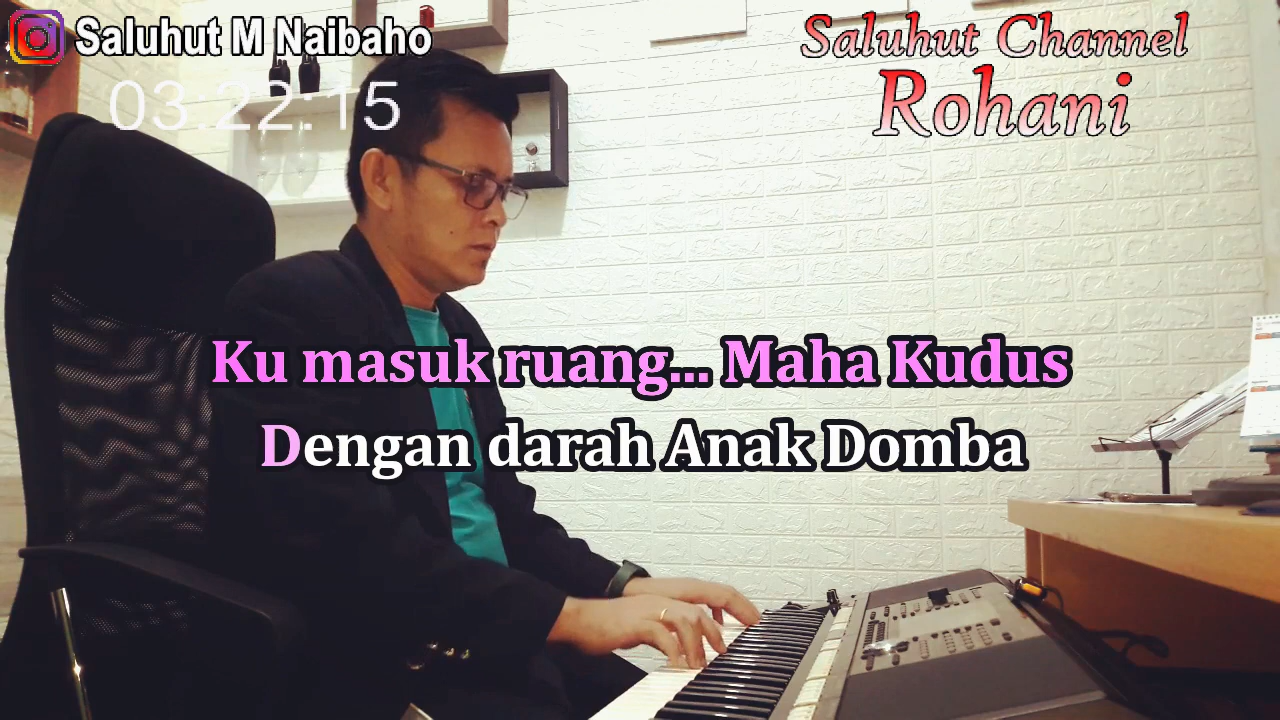 Saluhut M Naibaho
Saluhut Channel
Rohani
03:22:15
Ku masuk ruang... Maha Kudus
Dengan darah Anak Domba